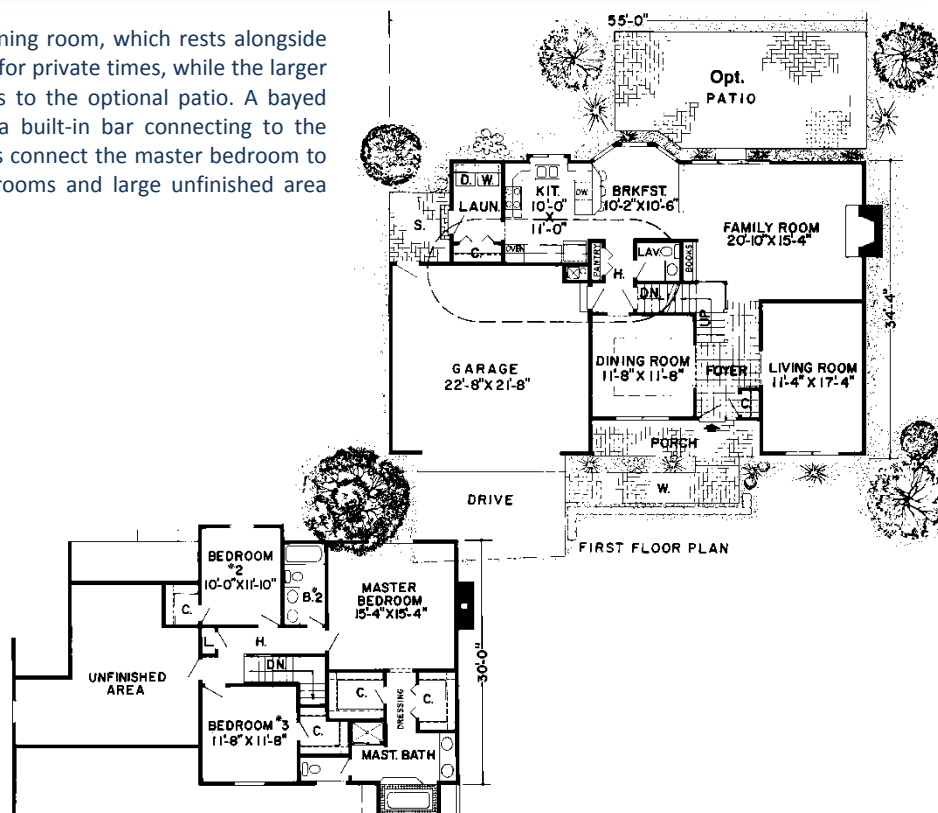 ning room, which rests alongside
for private times, while the larger
s to the optional patio. A bayed
a built-in bar connecting to the
s connect the master bedroom to
rooms and large unfinished area
55'-0"
Opt.
PATIO
D. W.
LAUN.
S.
C.
KIT.
10'-0"
X
11'-0"
D.W.
OVEN
BRKFST.
10'-2"X10'-6"
FAMILY ROOM
20'-10"X15'-4"
PANTRY
H.
LAV.
BOOKS
DN.
UP
34'-4"
GARAGE
22'-8"X21'-8"
DINING ROOM
11'-8"X11'-8"
FOYER
C.
LIVING ROOM
11'-4"X17'-4"
PORCH
W.
DRIVE
FIRST FLOOR PLAN
BEDROOM
#2
10'-0"X11'-10"
C.
B.#2
MASTER
BEDROOM
15'-4"X15'-4"
L.
H.
DN.
30'-0"
UNFINISHED
AREA
C.
DRESSING
C.
BEDROOM #3
11'-8"X11'-8"
C.
MAST. BATH